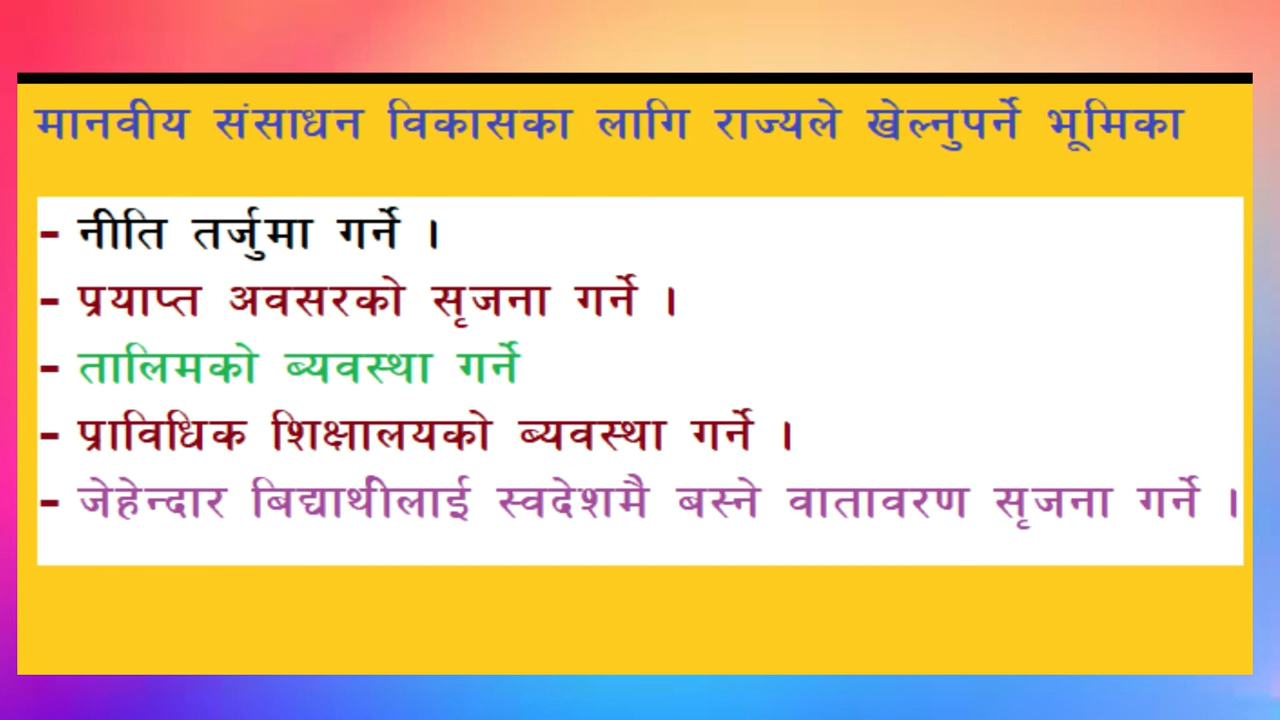 मानवीय संसाधन विकासका लागि राज्यले खेल्नुपर्ने भूमिका
- नीति तर्जुमा गर्ने ।
- प्रयाप्त अवसरको सृजना गर्ने ।
- तालिमको ब्यवस्था गर्ने
- प्राविधिक शिक्षालयको ब्यवस्था गर्ने ।
- जेहेन्दार बिद्यार्थीलाई स्वदेशमै बस्ने वातावरण सृजना गर्ने ।